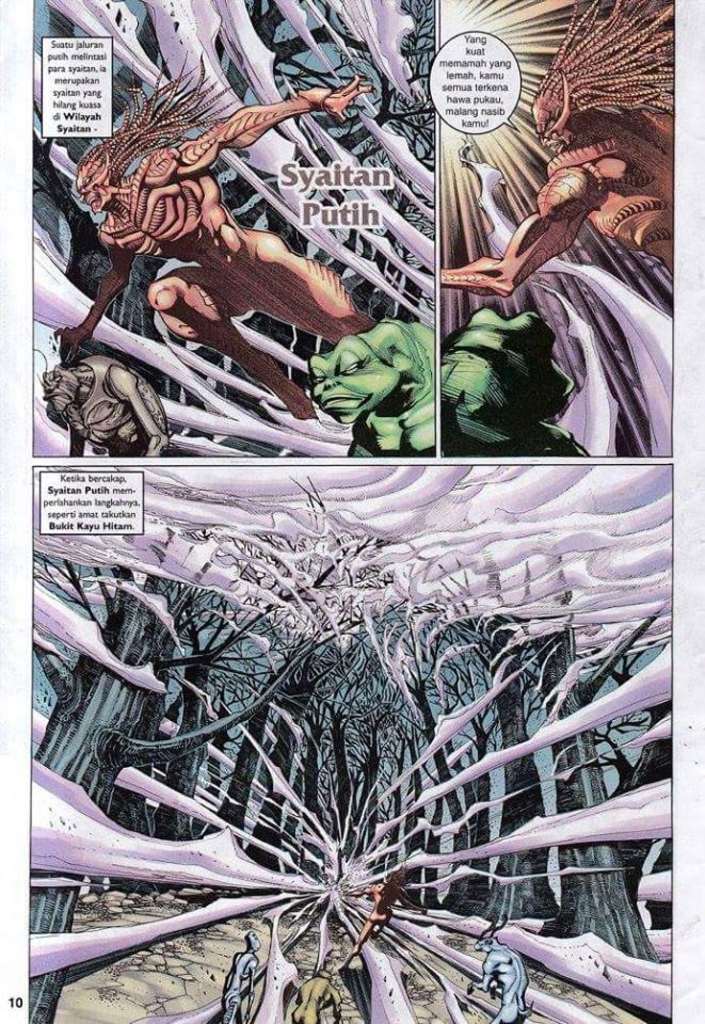 Suatu jaluran
putih melintasi
para syaitan, ia
merupakan
syaitan yang
hilang kuasa
di Wilayah
Syaitan -
Syaitan
Putih
Yang
kuat
memamah yang
lemah, kamu
semua terkena
hawa pukau,
malang nasib
kamu!
Ketika bercakap,
Syaitan Putih mem-
perlahankan langkahnya,
seperti amat takutkan
Bukit Kayu Hitam.
10